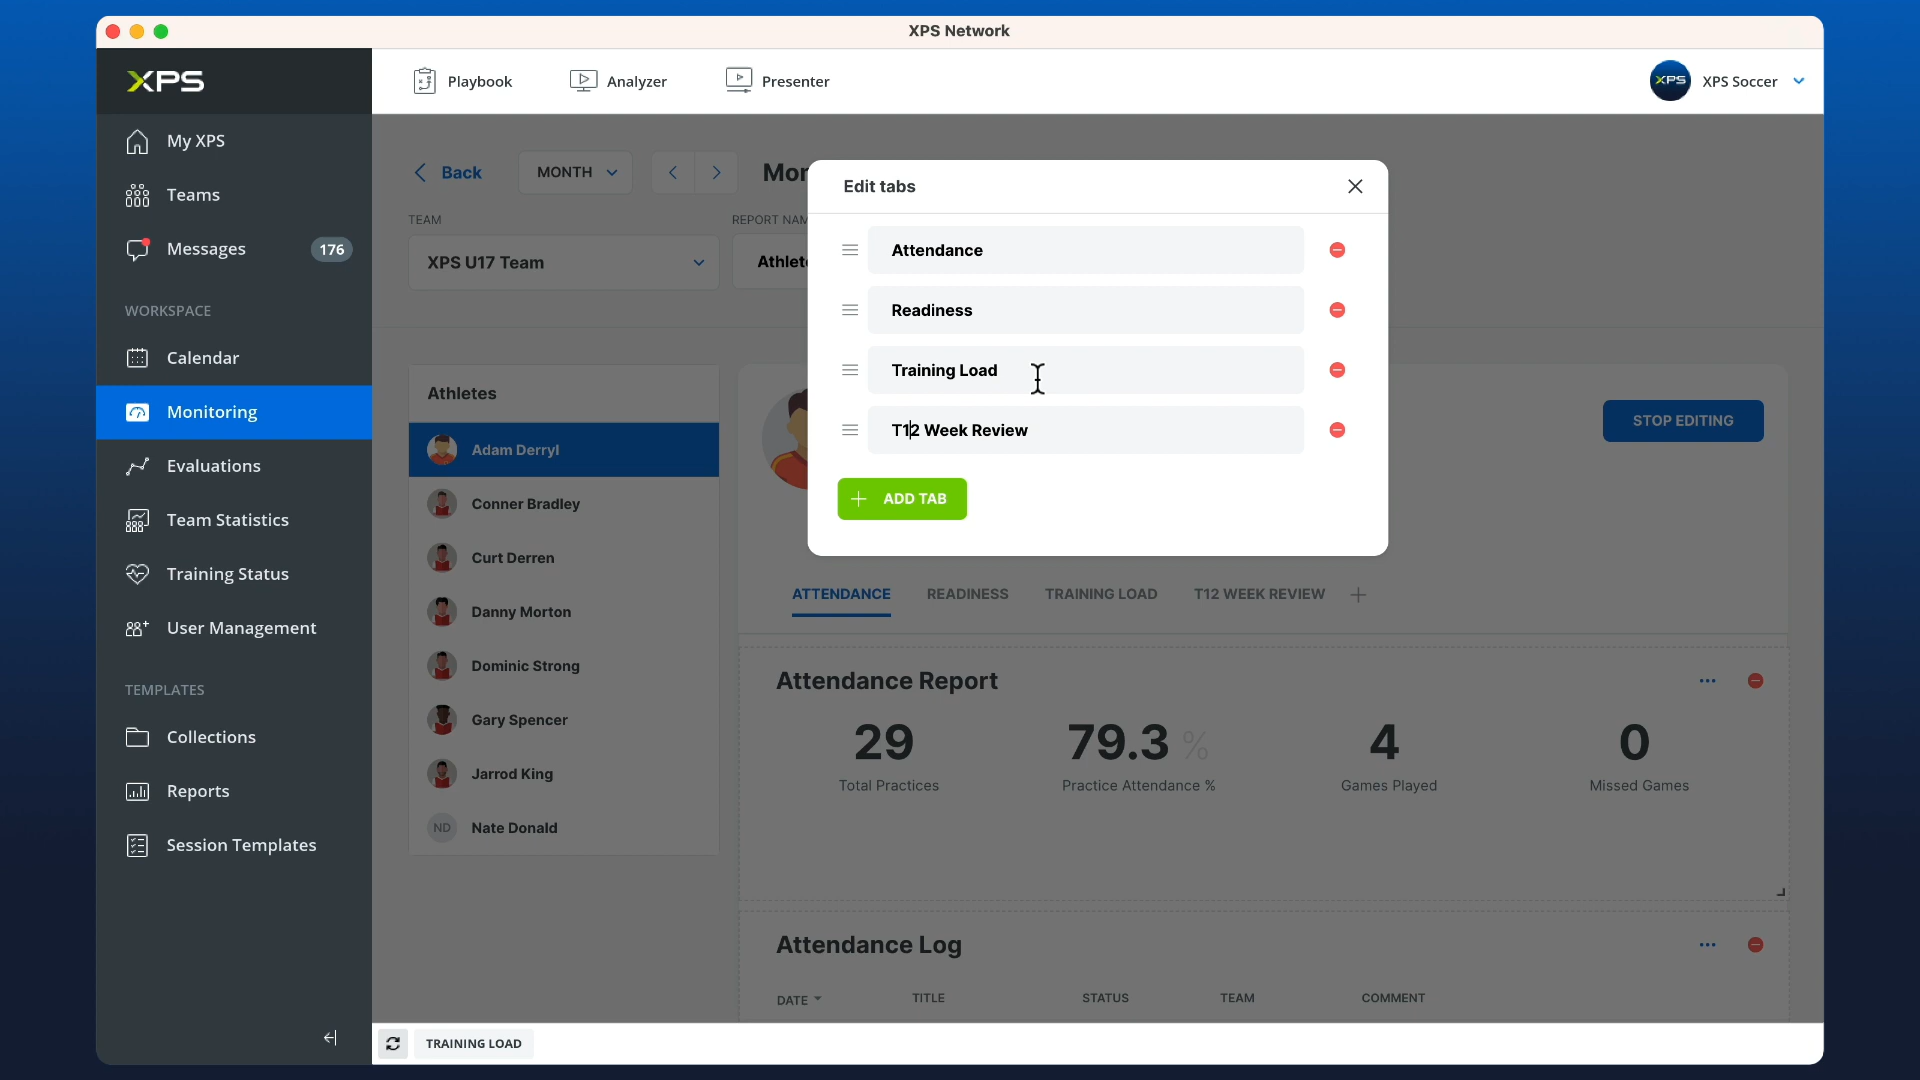 XPS Network
XPS
Playbook
Analyzer
Presenter
XPS
XPS Soccer
My XPS
Teams
Messages
176
WORKSPACE
Calendar
Monitoring
Evaluations
Team Statistics
Training Status
User Management
TEMPLATES
Collections
Reports
Session Templates
Back
MONTH
TEAM
XPS U17 Team
REPORT NAM
Edit tabs
Attendance
Readiness
Training Load
T12 Week Review
ADD TAB
STOP EDITING
Athletes
Adam Derryl
Conner Bradley
Curt Derren
Danny Morton
Dominic Strong
Gary Spencer
Jarrod King
ND
Nate Donald
ATTENDANCE
READINESS
TRAINING LOAD
T12 WEEK REVIEW
Attendance Report
29
79.3 %
4
0
Total Practices
Practice Attendance %
Games Played
Missed Games
Attendance Log
DATE
TITLE
STATUS
TEAM
COMMENT
TRAINING LOAD